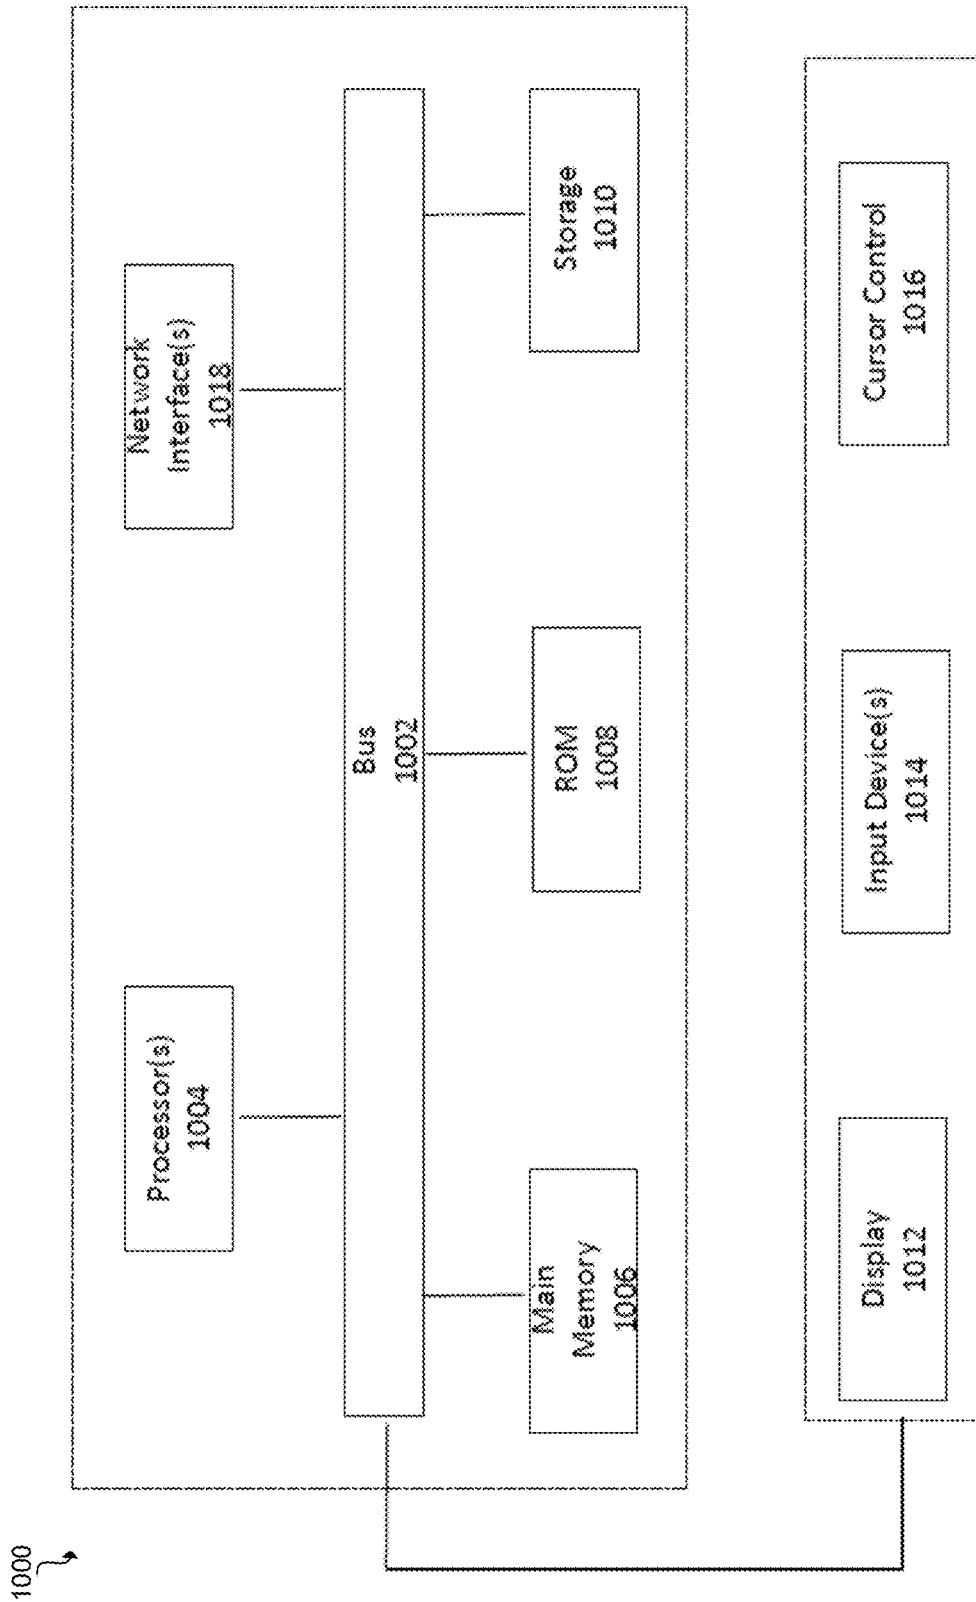 1000
Processor(s)
1004
Network
Interface(s)
1018
Bus
1002
Main
Memory
1006
ROM
1008
Storage
1010
Display
1012
Input Device(s)
1014
Cursor Control
1016